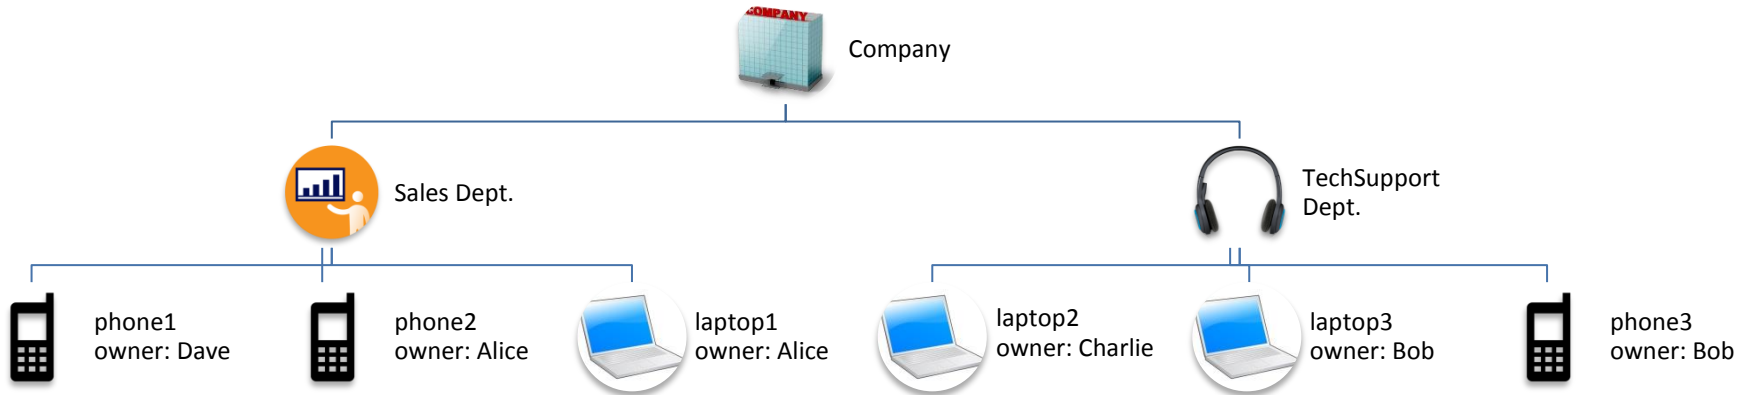 COMPANY
Company
Sales Dept.
TechSupport
Dept.
phone1
owner: Dave
phone2
owner: Alice
laptop1
owner: Alice
laptop2
owner: Charlie
laptop3
owner: Bob
phone3
owner: Bob